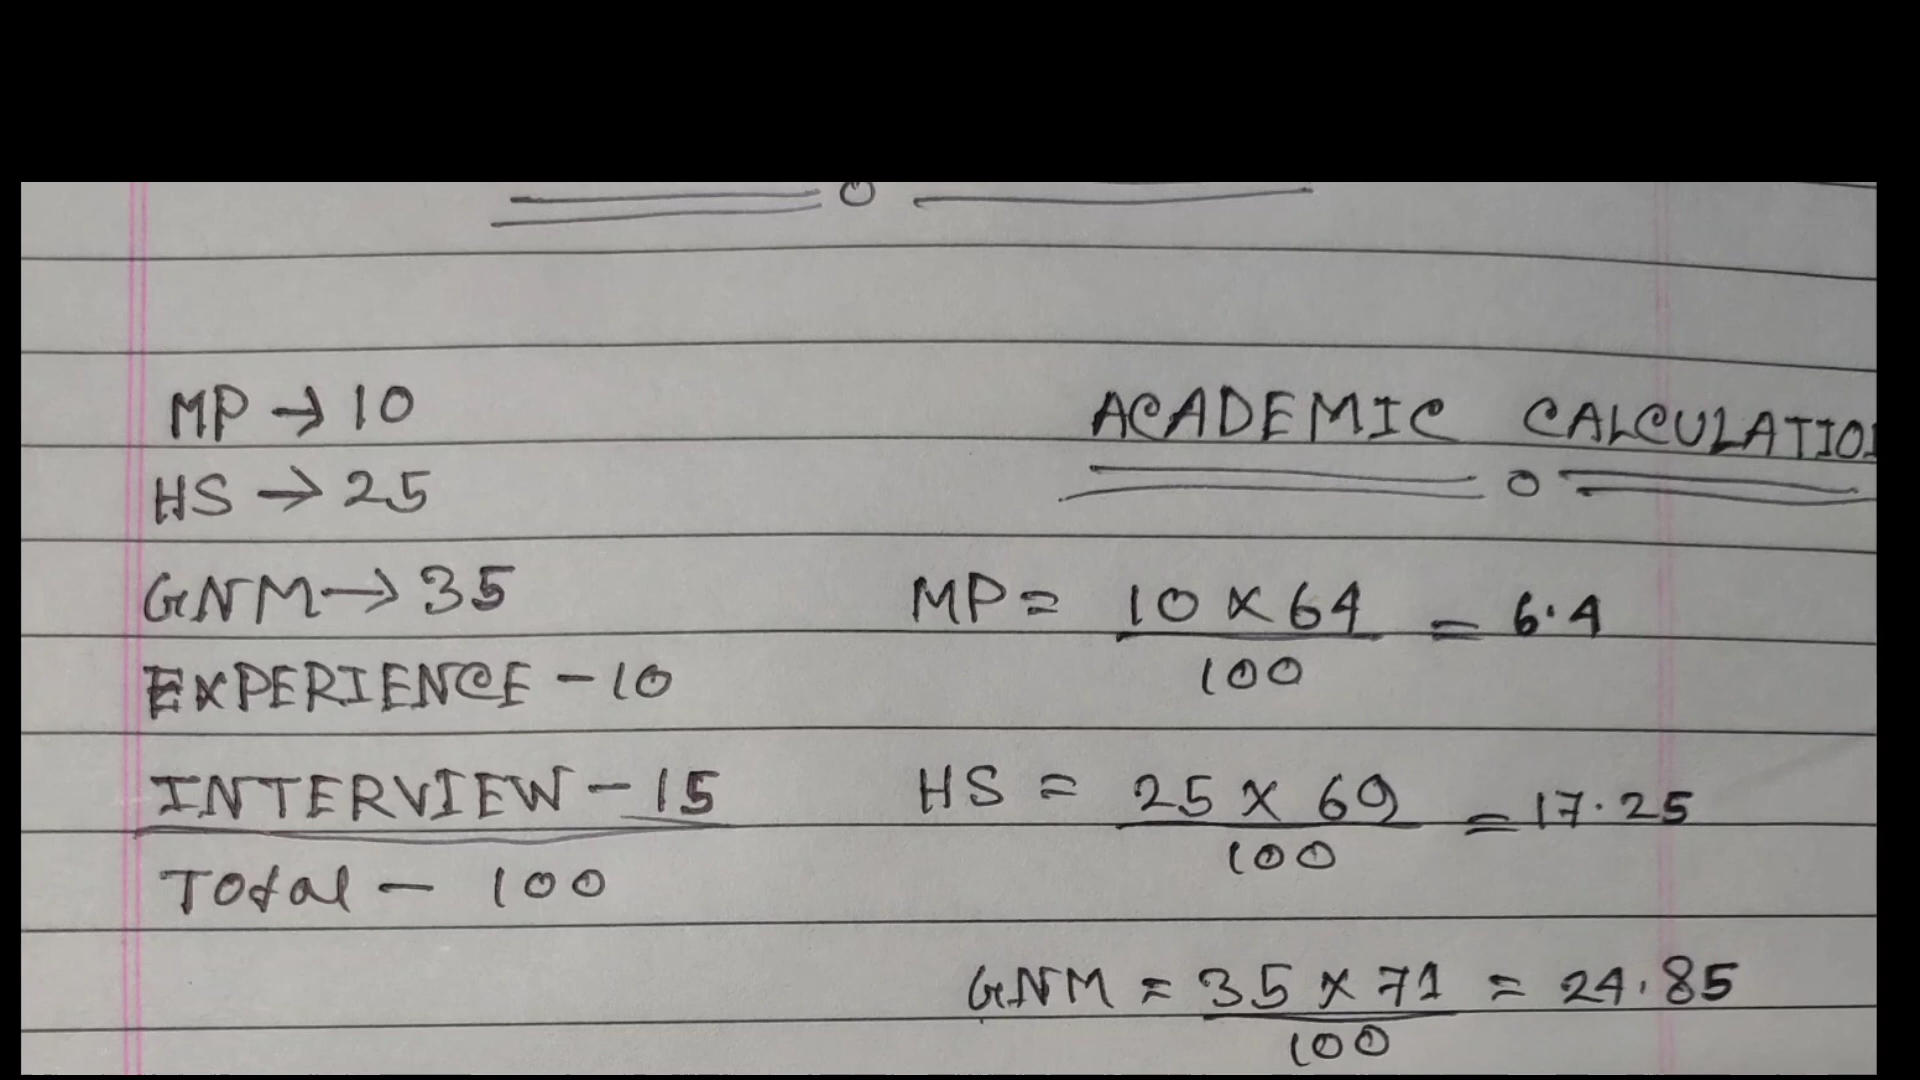 MP → 10
HS → 25
GNM → 35
EXPERIENCE - 10
INTERVIEW - 15
Total - 100
ACADEMIC CALCULATION
MP = 10 x 64 / 100 = 6.4
HS = 25 x 69 / 100 = 17.25
GNM = 35 x 71 / 100 = 24.85